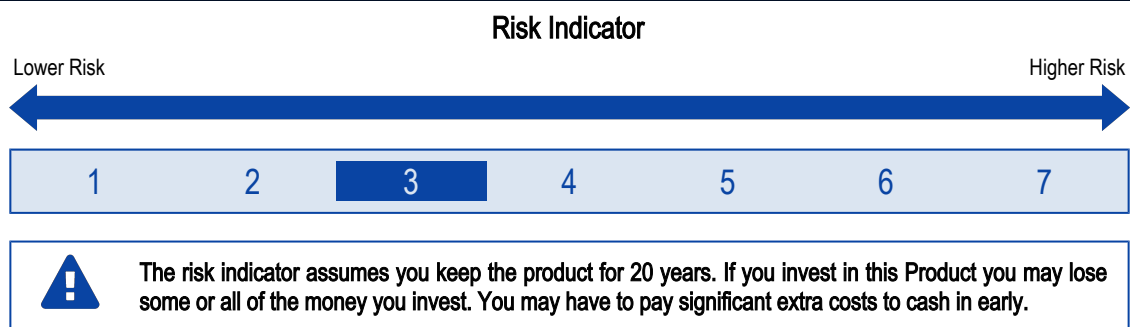 Risk Indicator
Lower Risk Higher Risk
1 2 3 4 5 6 7
The risk indicator assumes you keep the product for 20 years. If you invest in this Product you may lose
some or all of the money you invest. You may have to pay significant extra costs to cash in early.